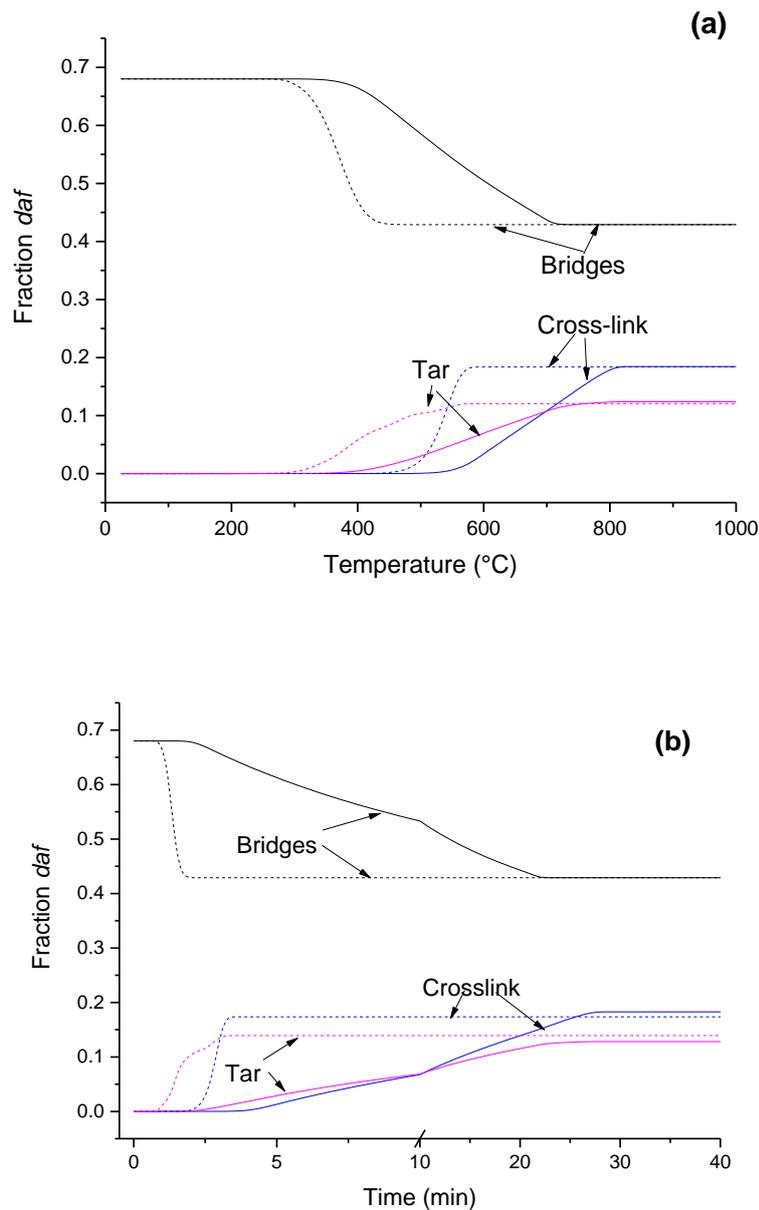 (a)
0.7
0.6
0.5
0.4
0.3
0.2
0.1
0.0
Fraction daf
Bridges
Cross-link
Tar
0 200 400 600 800 1000
Temperature (°C)
(b)
0.7
0.6
0.5
0.4
0.3
0.2
0.1
0.0
Fraction daf
Bridges
Crosslink
Tar
0 5 10 20 30 40
Time (min)